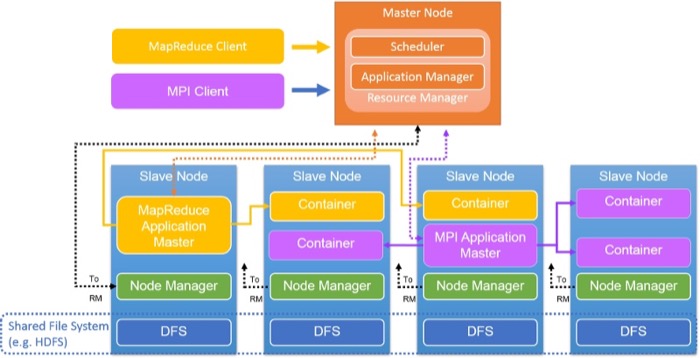 Master Node
MapReduce Client
Scheduler
MPI Client
Application Manager
Resource Manager
Slave Node
Slave Node
Slave Node
Slave Node
MapReduce
Application
Master
Container
Container
Container
Container
MPI Application
Master
Container
To
RM
Node Manager
To
RM
Node Manager
To
RM
Node Manager
To
RM
Node Manager
Shared File System
(e.g. HDFS)
DFS
DFS
DFS
DFS